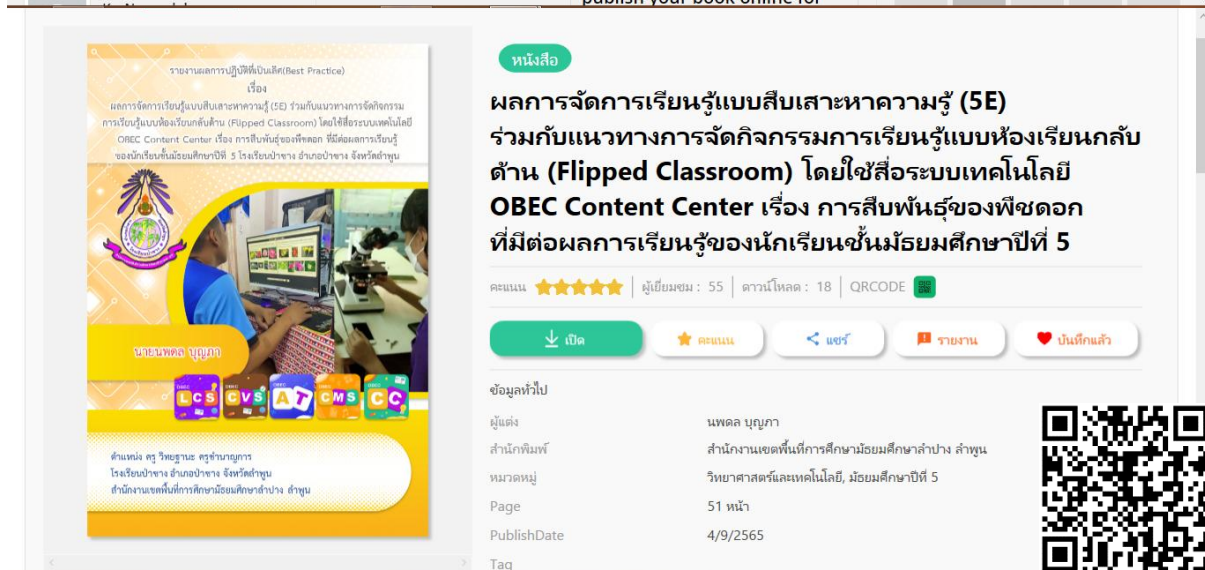 publish your book online for
รายงานผลการปฏิบัติที่เป็นเลิศ(Best Practice)
เรื่อง
ผลการจัดการเรียนรู้แบบสืบเสาะหาความรู้ (5E) ร่วมกับแนวทางการจัดกิจกรรม
การเรียนรู้แบบห้องเรียนกลับด้าน (Flipped Classroom) โดยใช้สื่อระบบเทคโนโลยี
OBEC Content Center เรื่อง การสืบพันธุ์ของพืชดอก ที่มีต่อผลการเรียนรู้
ของนักเรียนชั้นมัธยมศึกษาปีที่ 5 โรงเรียนป่าซาง อำเภอป่าซาง จังหวัดลำพูน
นายนพดล บุญภา
LCS
CVS
AT
CMS
CC
ตำแหน่ง ครู วิทยฐานะ ครูชำนาญการ
โรงเรียนป่าซาง อำเภอป่าซาง จังหวัดลำพูน
สำนักงานเขตพื้นที่การศึกษามัธยมศึกษาลำปาง ลำพูน
หนังสือ
ผลการจัดการเรียนรู้แบบสืบเสาะหาความรู้ (5E)
ร่วมกับแนวทางการจัดกิจกรรมการเรียนรู้แบบห้องเรียนกลับ
ด้าน (Flipped Classroom) โดยใช้สื่อระบบเทคโนโลยี
OBEC Content Center เรื่อง การสืบพันธุ์ของพืชดอก
ที่มีต่อผลการเรียนรู้ของนักเรียนชั้นมัธยมศึกษาปีที่ 5
คะแนน ผู้เยี่ยมชม : 55 ดาวน์โหลด : 18 QRCODE
เปิด คะแนน แชร์ รายงาน บันทึกแล้ว
ข้อมูลทั่วไป
ผู้แต่ง นพดล บุญภา
สำนักพิมพ์ สำนักงานเขตพื้นที่การศึกษามัธยมศึกษาลำปาง ลำพูน
หมวดหมู่ วิทยาศาสตร์และเทคโนโลยี, มัธยมศึกษาปีที่ 5
Page 51 หน้า
PublishDate 4/9/2565
Tag